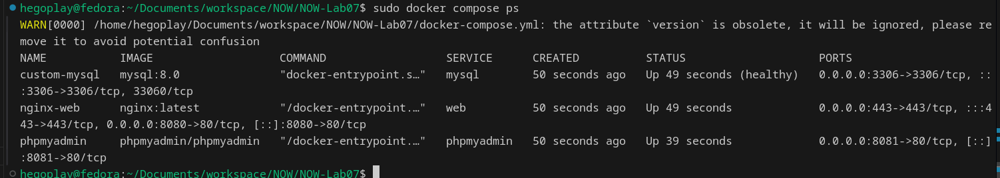 hegoplay@fedora:~/Documents/workspace/NOW/NOW-Lab07$ sudo docker compose ps
WARN[0000] /home/hegoplay/Documents/workspace/NOW/NOW-Lab07/docker-compose.yml: the attribute `version` is obsolete, it will be ignored, please re
move it to avoid potential confusion
NAME IMAGE COMMAND SERVICE CREATED STATUS PORTS
custom-mysql mysql:8.0 "docker-entrypoint.s…" mysql 50 seconds ago Up 49 seconds (healthy) 0.0.0.0:3306->3306/tcp, ::
:3306->3306/tcp, 33060/tcp
nginx-web nginx:latest "/docker-entrypoint.…" web 50 seconds ago Up 49 seconds 0.0.0.0:443->443/tcp, :::4
43->443/tcp, 0.0.0.0:8080->80/tcp, [::]:8080->80/tcp
phpmyadmin phpmyadmin/phpmyadmin "/docker-entrypoint.…" phpmyadmin 50 seconds ago Up 39 seconds 0.0.0.0:8081->80/tcp, [::]
:8081->80/tcp
hegoplay@fedora:~/Documents/workspace/NOW/NOW-Lab07$